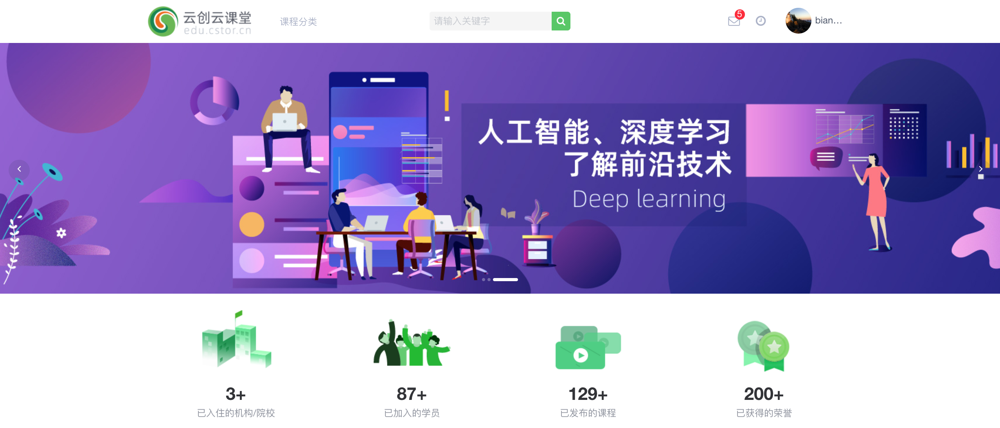 云创云课堂
edu.cstor.cn
课程分类
请输入关键字
5
bian...
人工智能、深度学习
了解前沿技术
Deep learning
3+
已入住的机构/院校
87+
已加入的学员
129+
已发布的课程
200+
已获得的荣誉